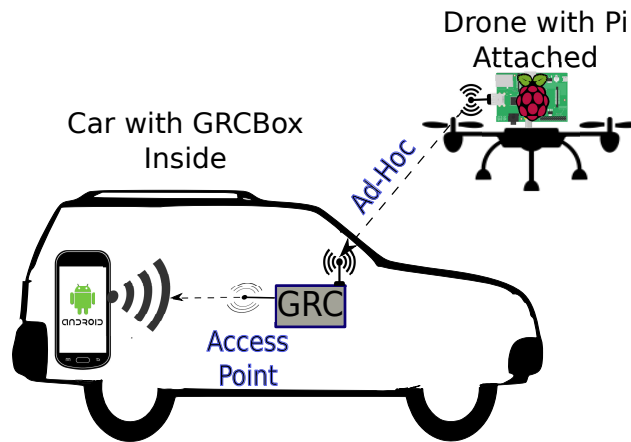 Drone with Pi
Attached
Car with GRCBox
Inside
Ad-Hoc
GRC
ANDROID
Access
Point